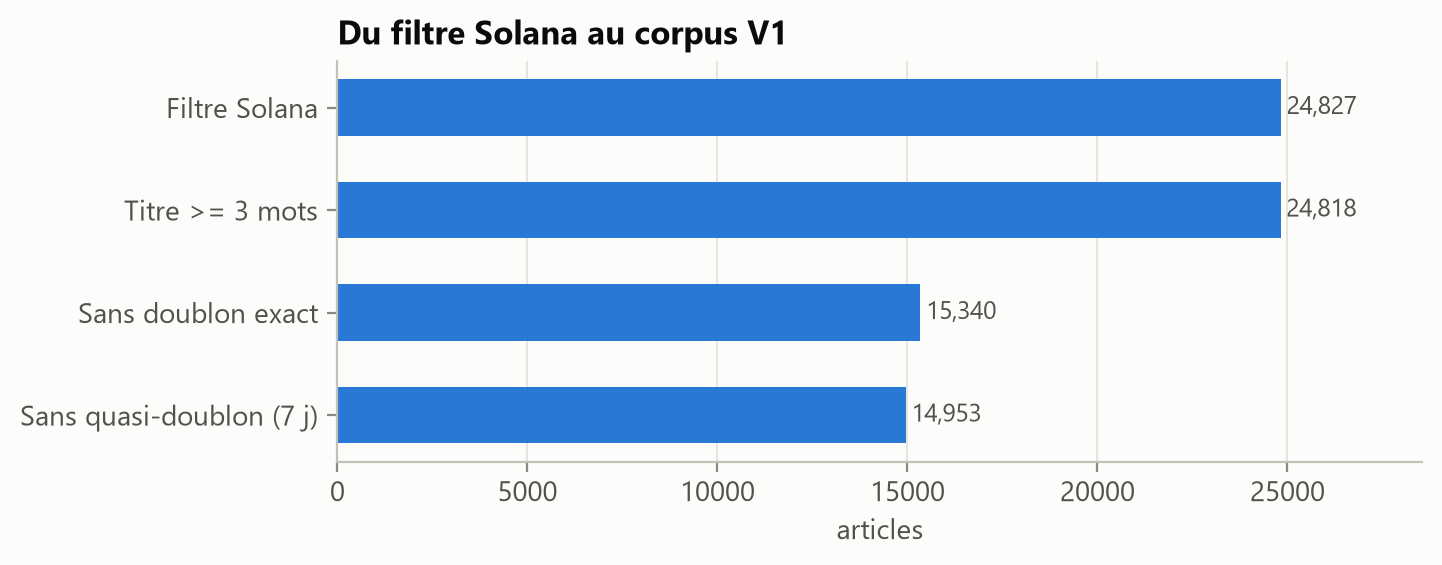 Du filtre Solana au corpus V1
Filtre Solana 24,827
Titre >= 3 mots 24,818
Sans doublon exact 15,340
Sans quasi-doublon (7 j) 14,953
0 5000 10000 15000 20000 25000
articles